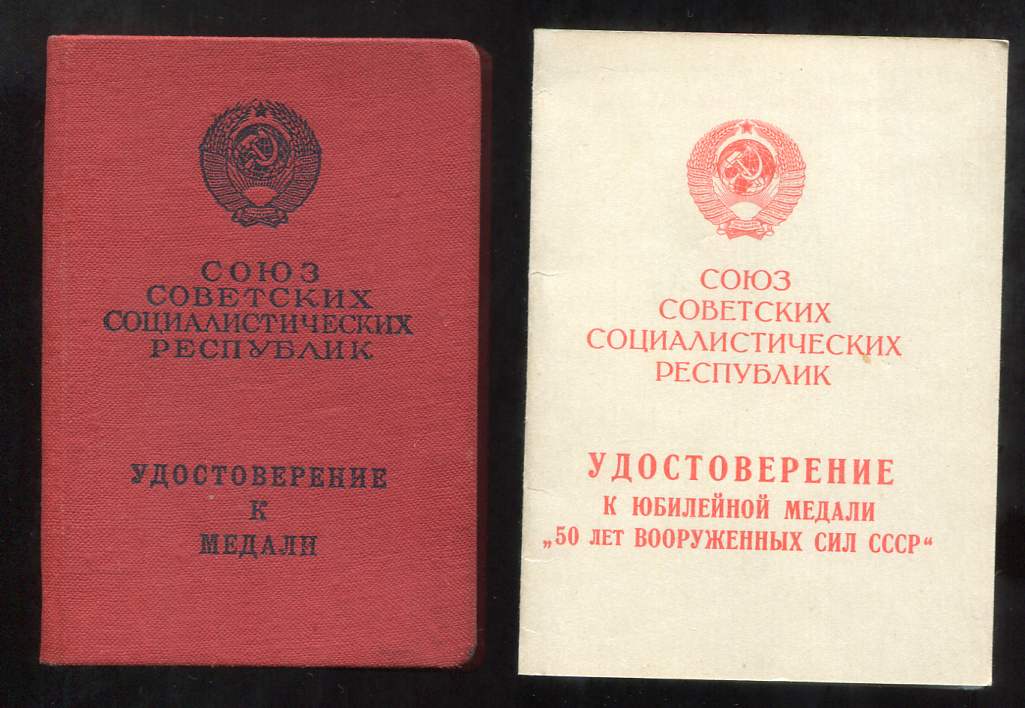 СОЮЗ
СОВЕТСКИХ
СОЦИАЛИСТИЧЕСКИХ
РЕСПУБЛИК
УДОСТОВЕРЕНИЕ
К
МЕДАЛИ
СОЮЗ
СОВЕТСКИХ
СОЦИАЛИСТИЧЕСКИХ
РЕСПУБЛИК
УДОСТОВЕРЕНИЕ
К ЮБИЛЕЙНОЙ МЕДАЛИ
„50 ЛЕТ ВООРУЖЕННЫХ СИЛ СССР“